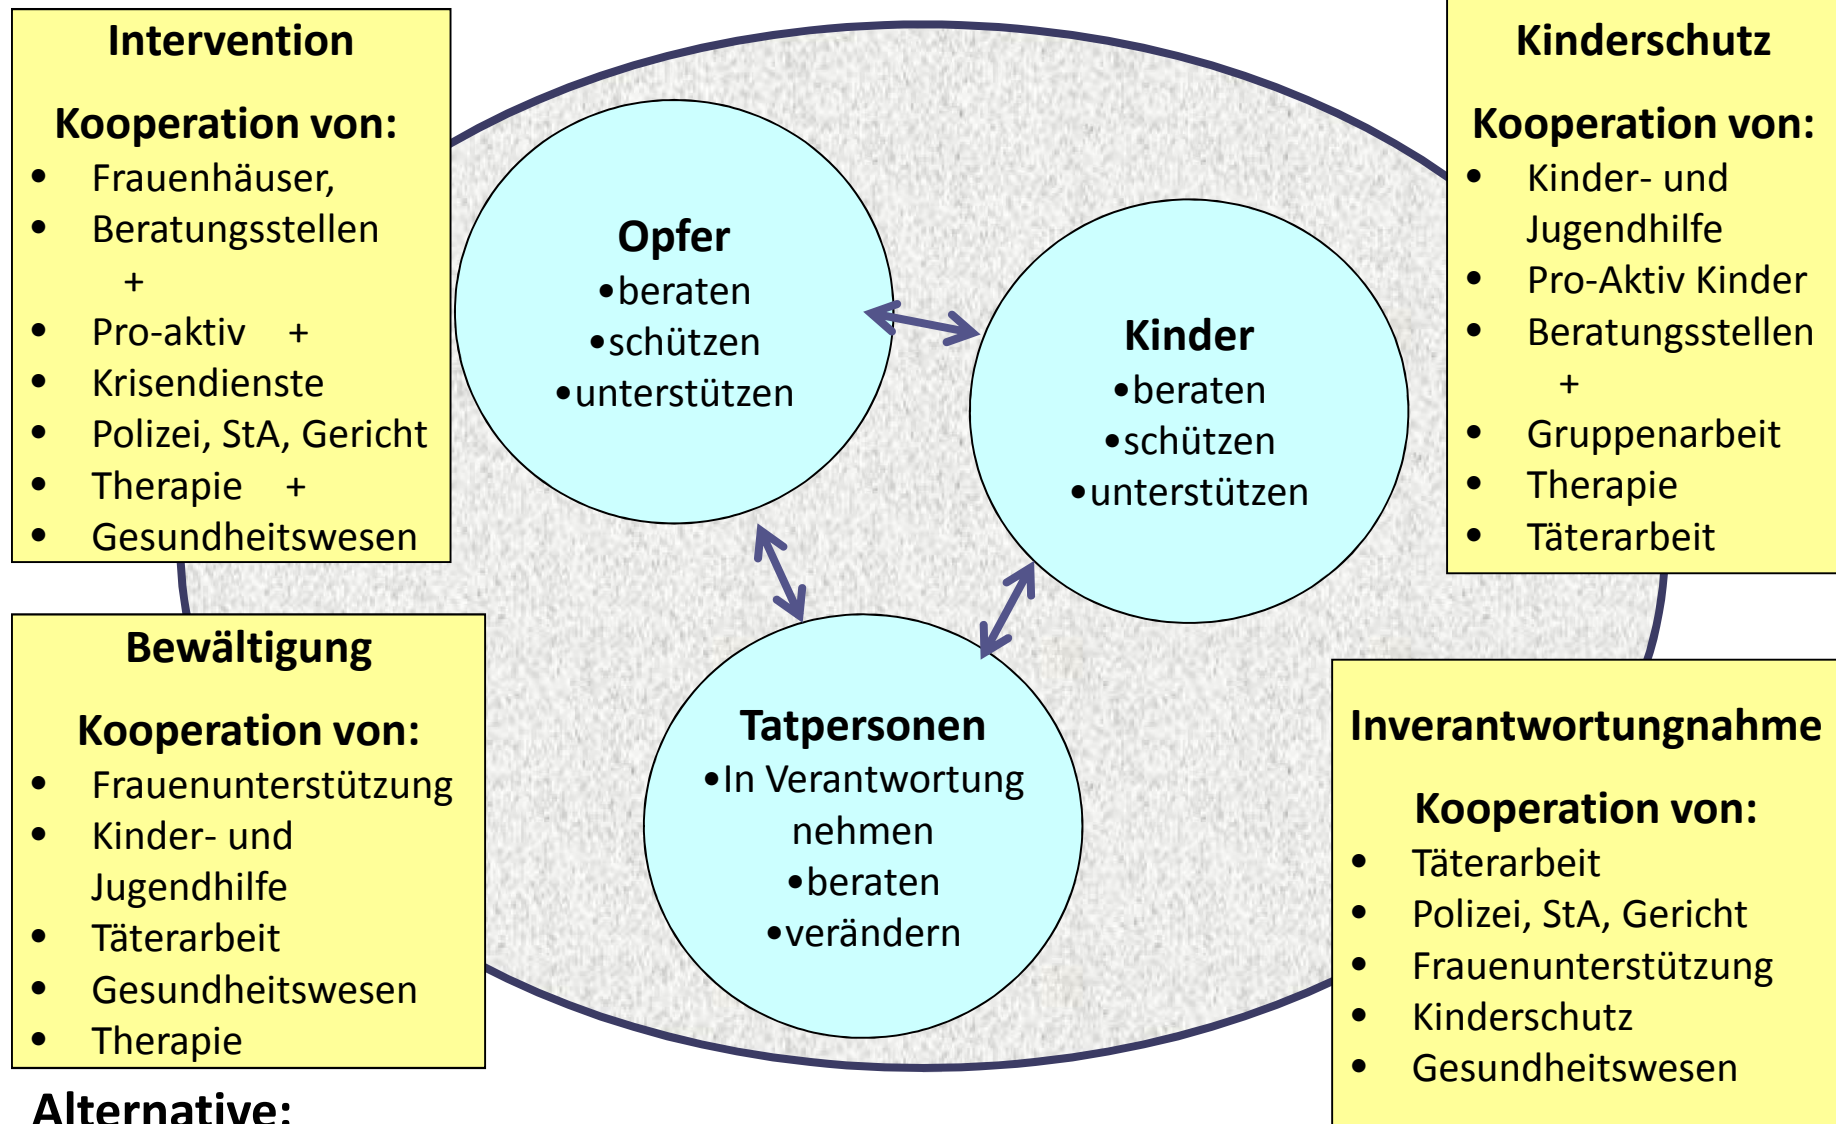 Intervention
Kooperation von:
• Frauenhäuser,
• Beratungsstellen
+
• Pro-aktiv +
• Krisendienste
• Polizei, StA, Gericht
• Therapie +
• Gesundheitswesen
Opfer
•beraten
•schützen
•unterstützen
Kinder
•beraten
•schützen
•unterstützen
Kinderschutz
Kooperation von:
• Kinder- und
Jugendhilfe
• Pro-Aktiv Kinder
• Beratungsstellen
+
• Gruppenarbeit
• Therapie
• Täterarbeit
Bewältigung
Kooperation von:
• Frauenunterstützung
• Kinder- und
Jugendhilfe
• Täterarbeit
• Gesundheitswesen
• Therapie
Tatpersonen
•In Verantwortung
nehmen
•beraten
•verändern
Inverantwortungnahme
Kooperation von:
• Täterarbeit
• Polizei, StA, Gericht
• Frauenunterstützung
• Kinderschutz
• Gesundheitswesen
Alternative: